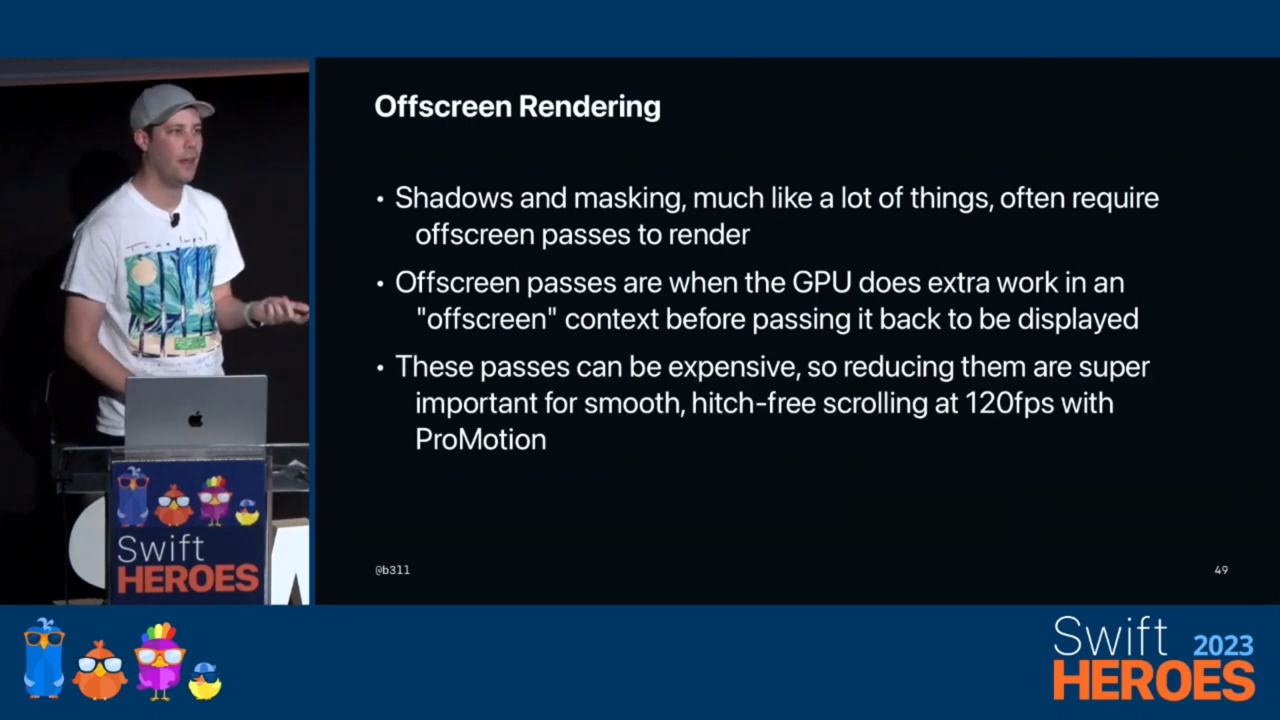 Offscreen Rendering
• Shadows and masking, much like a lot of things, often require
offscreen passes to render
• Offscreen passes are when the GPU does extra work in an
"offscreen" context before passing it back to be displayed
• These passes can be expensive, so reducing them are super
important for smooth, hitch-free scrolling at 120fps with
ProMotion
@b3ll
49
Swift
HEROES
Swift 2023
HEROES